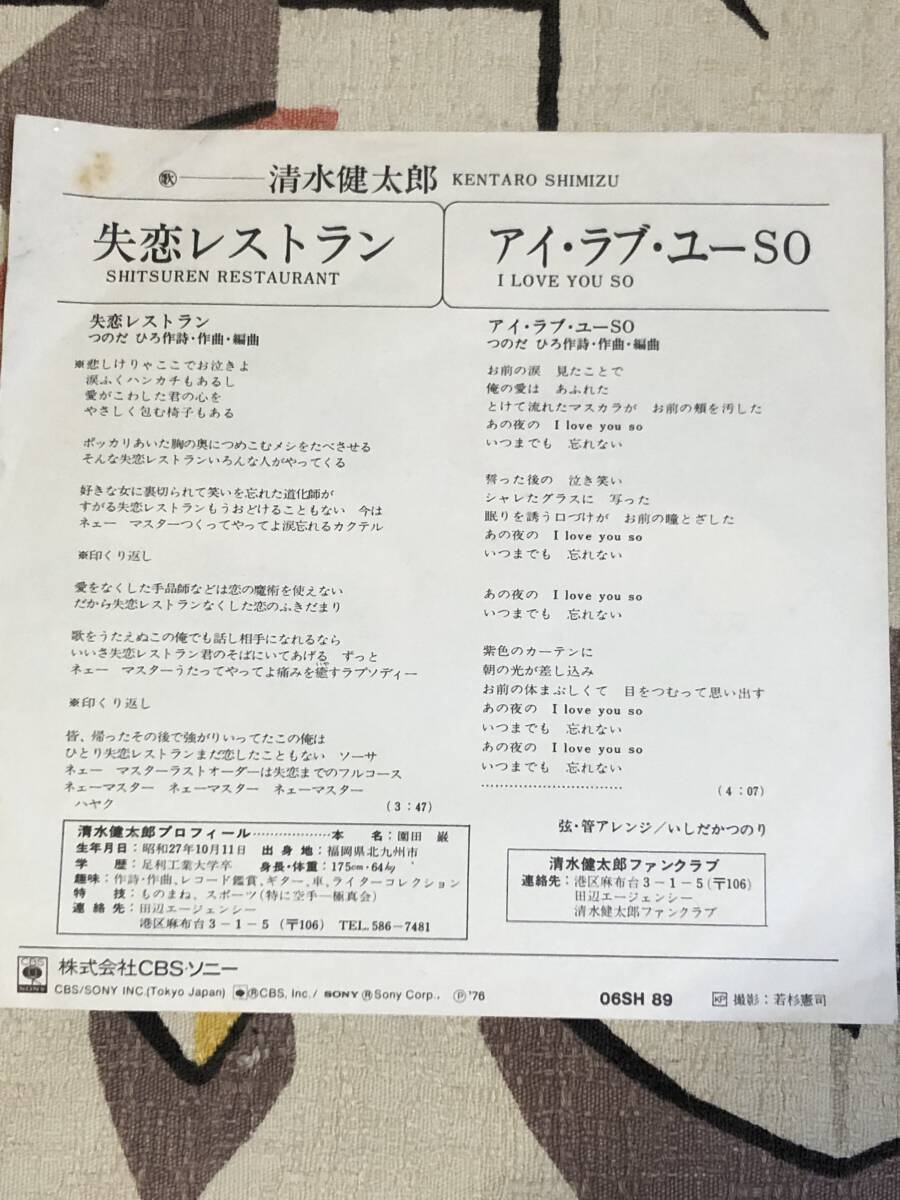 歌――清水健太郎 KENTARO SHIMIZU
失恋レストラン
SHITSUREN RESTAURANT
アイ・ラブ・ユーSO
I LOVE YOU SO
失恋レストラン
つのだ ひろ作詩・作曲・編曲
※悲しけりゃここでお泣きよ
涙ふくハンカチもあるし
愛がこわした君の心を
やさしく包む椅子もある
ポッカリあいた胸の奥につめこむメシをたべさせる
そんな失恋レストランいろんな人がやってくる
好きな女に裏切られて笑いを忘れた道化師が
すがる失恋レストランもうおどけることもない 今は
ネェー マスターつくってやってよ涙忘れるカクテル
※印くり返し
愛をなくした手品師などは恋の魔術を使えない
だから失恋レストランなくした恋のふきだまり
歌をうたえぬこの俺でも話し相手になれるなら
いいさ失恋レストラン君のそばにいてあげる ずっと
ネェー マスターうたってやってよ痛みを癒すラプソディー
※印くり返し
皆、帰ったその後で強がりいってたこの俺は
ひとり失恋レストランまだ恋したこともない ソーサ
ネェー マスターラストオーダーは失恋までのフルコース
ネェーマスター ネェーマスター ネェーマスター
ハヤク
(3:47)
アイ・ラブ・ユーSO
つのだ ひろ作詩・作曲・編曲
お前の涙 見たことで
俺の愛は あふれた
とけて流れたマスカラが お前の頬を汚した
あの夜の I love you so
いつまでも 忘れない
誓った後の 泣き笑い
シャレたグラスに 写った
眠りを誘う口づけが お前の瞳とざした
あの夜の I love you so
いつまでも 忘れない
あの夜の I love you so
いつまでも 忘れない
紫色のカーテンに
朝の光が差し込み
お前の体まぶしくて 目をつむって思い出す
あの夜の I love you so
いつまでも 忘れない
あの夜の I love you so
いつまでも 忘れない
…………………………
(4:07)
弦・管アレンジ/いしだかつのり
清水健太郎プロフィール………………本 名:園田 巌
生年月日:昭和27年10月11日 出身地:福岡県北九州市
学 歴:足利工業大学卒 身長・体重:175cm・64kg
趣味:作詩・作曲、レコード鑑賞、ギター、車、ライターコレクション
特 技:ものまね、スポーツ(特に空手―極真会)
連絡先:田辺エージェンシー
港区麻布台3-1-5(〒106) TEL.586-7481
清水健太郎ファンクラブ
連絡先:港区麻布台3-1-5(〒106)
田辺エージェンシー
清水健太郎ファンクラブ
CBS SONY
株式会社CBS・ソニー
CBS/SONY INC.(Tokyo Japan) ®CBS, Inc./ SONY ®Sony Corp., ℗'76
06SH 89
KP 撮影:若杉憲司